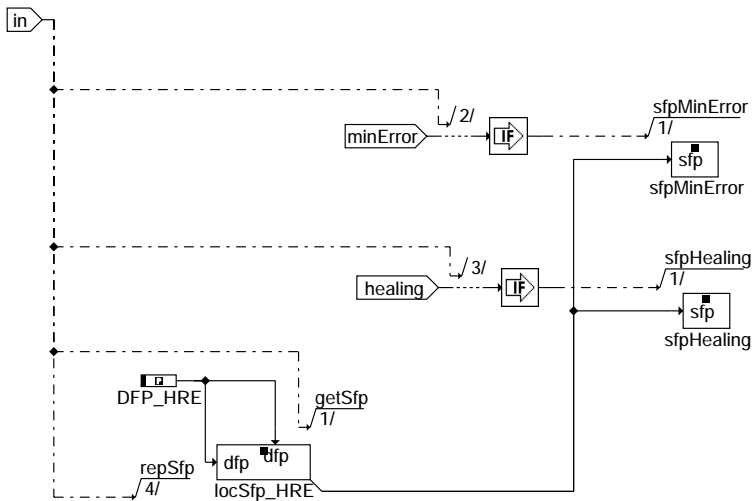 in
2/
sfpMinError
1/
minError
IF
sfp
sfpMinError
3/
sfpHealing
1/
healing
IF
sfp
sfpHealing
DFP_HRE
getSfp
1/
dfp
dfp
locSfp_HRE
repSfp
4/